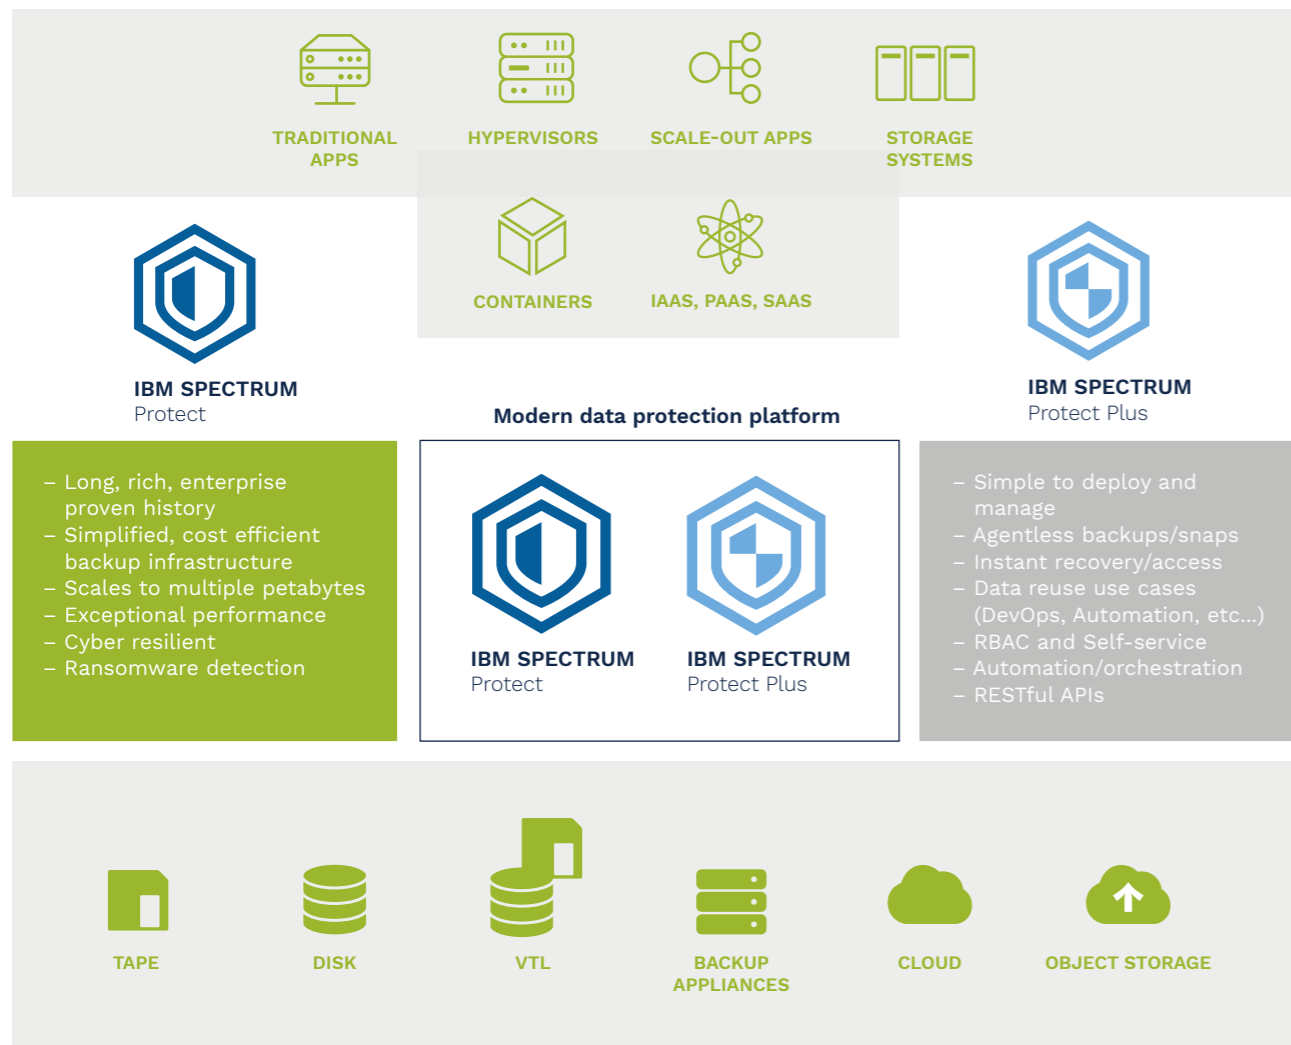 TRADITIONAL
APPS
HYPERVISORS
SCALE-OUT APPS
STORAGE
SYSTEMS
CONTAINERS
IAAS, PAAS, SAAS
IBM SPECTRUM
Protect
IBM SPECTRUM
Protect Plus
Modern data protection platform
– Long, rich, enterprise
proven history
– Simplified, cost efficient
backup infrastructure
– Scales to multiple petabytes
– Exceptional performance
– Cyber resilient
– Ransomware detection
IBM SPECTRUM
Protect
IBM SPECTRUM
Protect Plus
– Simple to deploy and
manage
– Agentless backups/snaps
– Instant recovery/access
– Data reuse use cases
(DevOps, Automation, etc...)
– RBAC and Self-service
– Automation/orchestration
– RESTful APIs
TAPE
DISK
VTL
BACKUP
APPLIANCES
CLOUD
OBJECT STORAGE